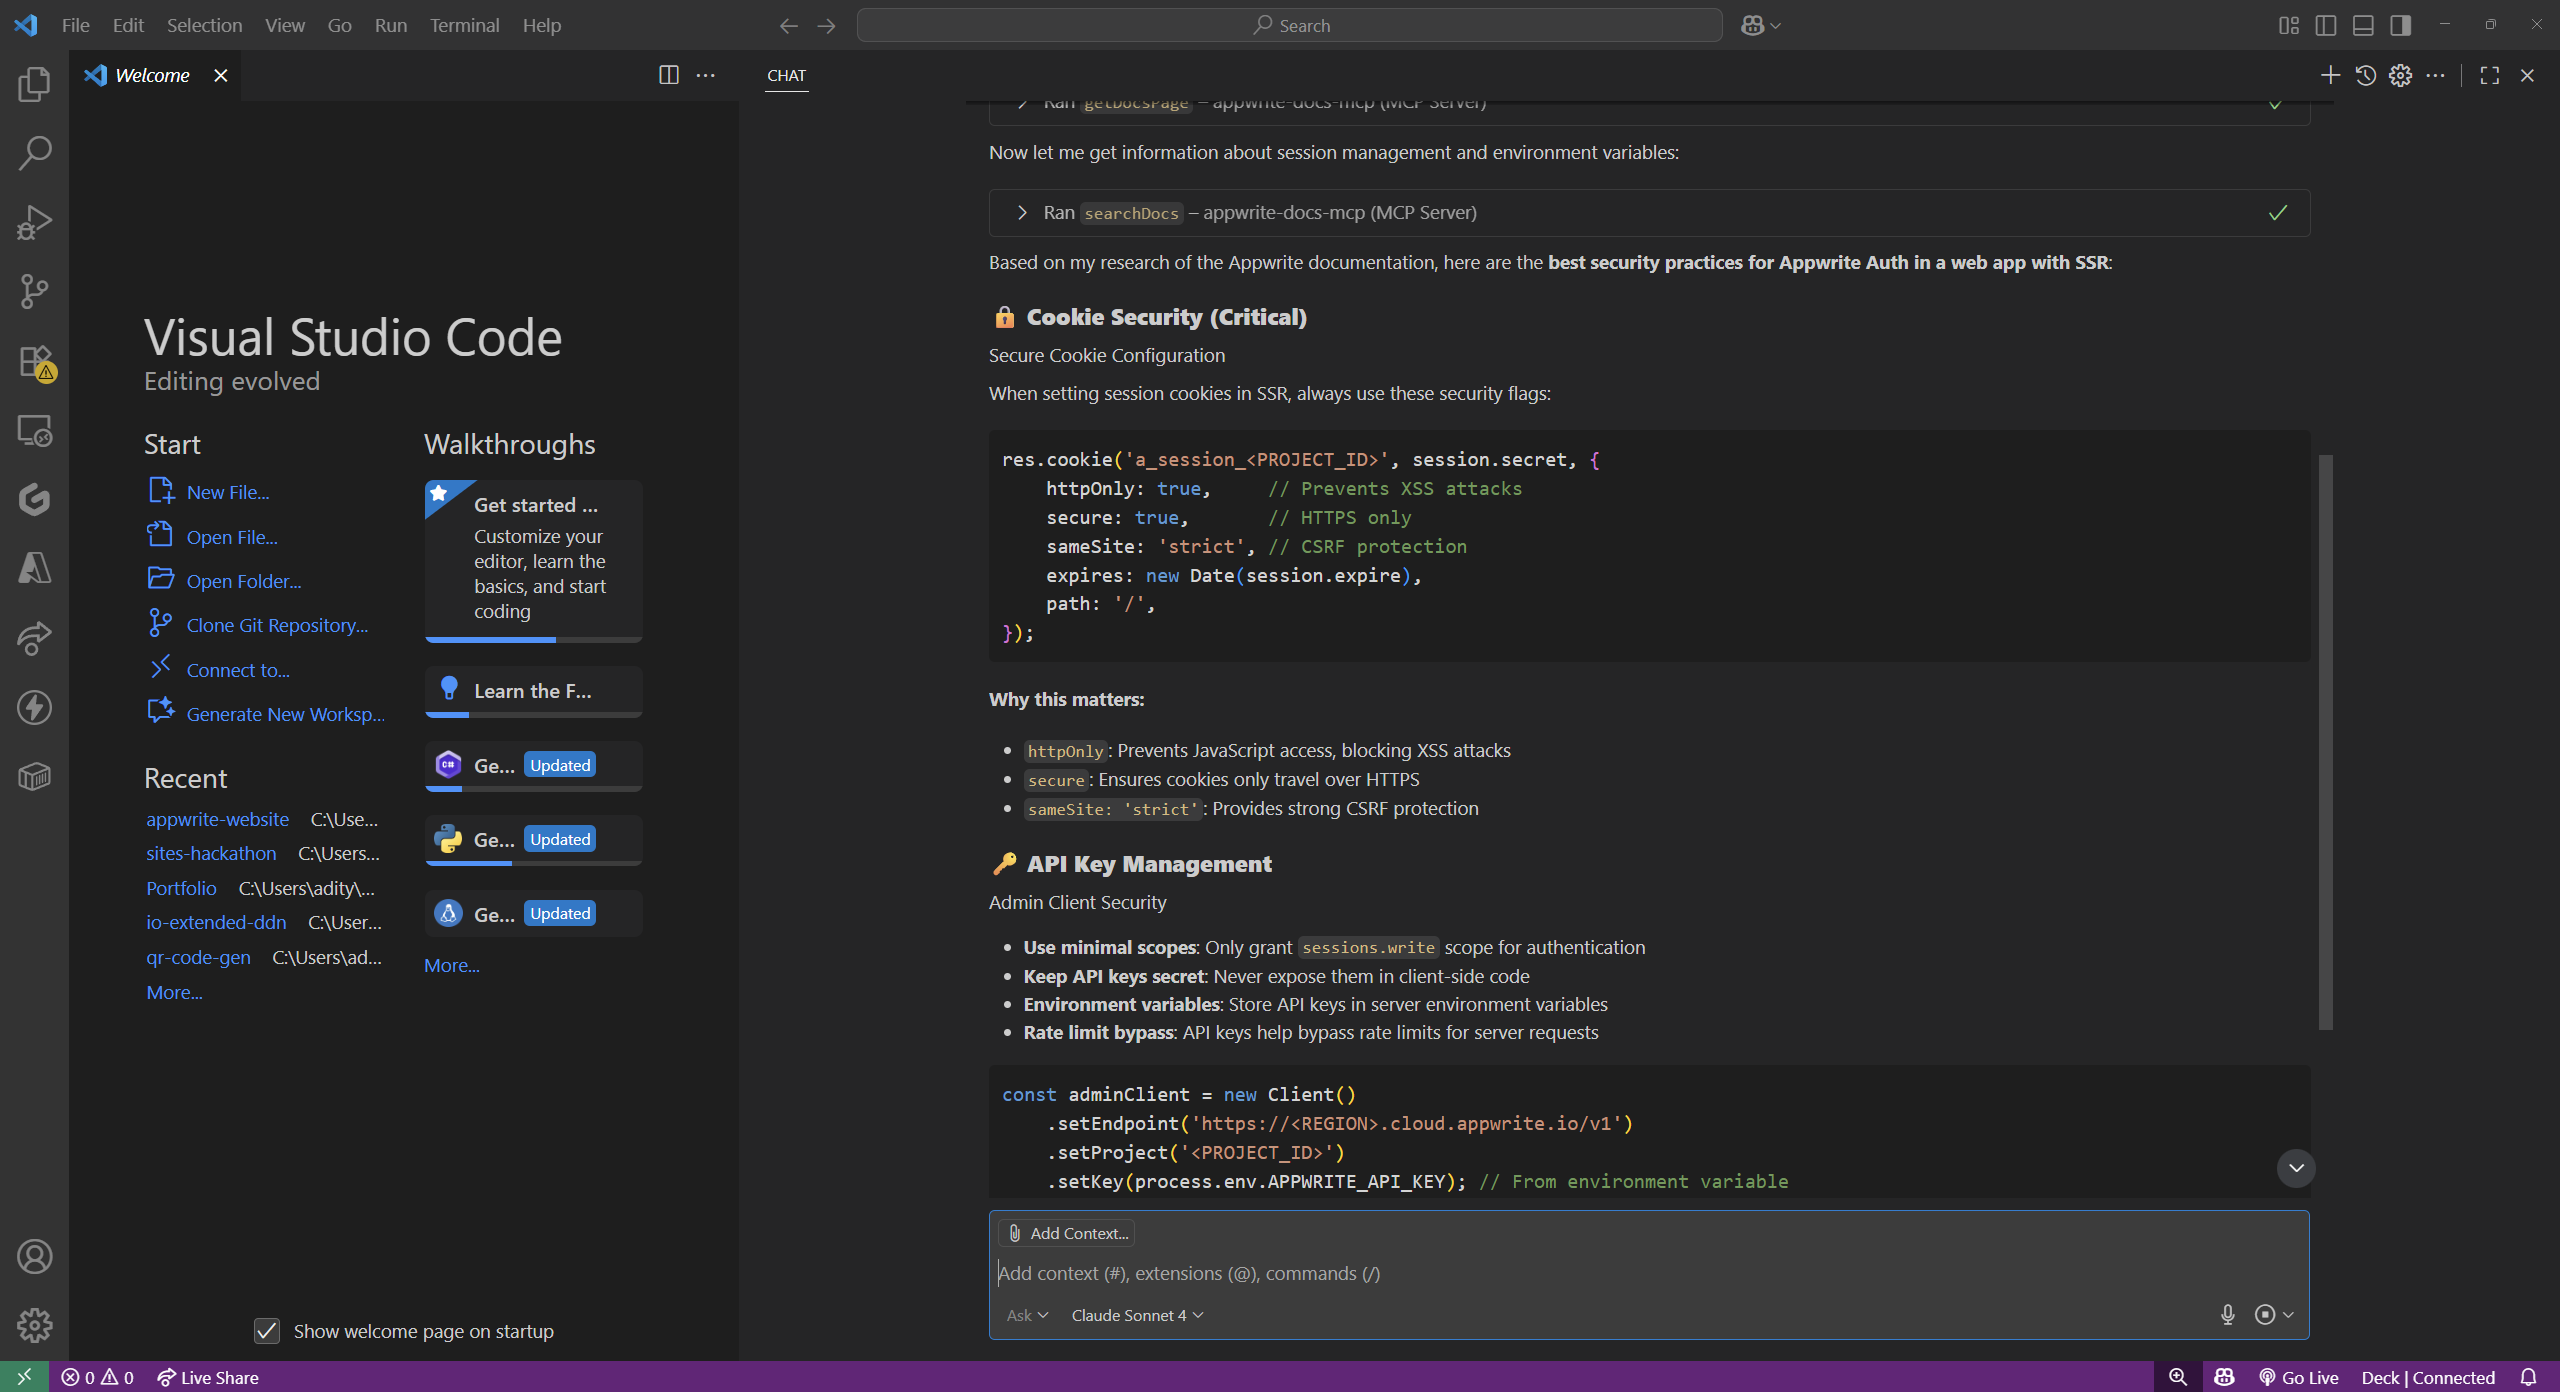 File Edit Selection View Go Run Terminal Help
Search
Welcome
CHAT
Visual Studio Code
Editing evolved
Start
New File...
Open File...
Open Folder...
Clone Git Repository...
Connect to...
Generate New Worksp...
Recent
appwrite-website C:\Use...
sites-hackathon C:\Users...
Portfolio C:\Users\adity\...
io-extended-ddn C:\User...
qr-code-gen C:\Users\ad...
More...
Walkthroughs
Get started ...
Customize your
editor, learn the
basics, and start
coding
Learn the F...
Ge... Updated
Ge... Updated
Ge... Updated
More...
Show welcome page on startup
Ran getDocsPage – appwrite-docs-mcp (MCP Server)
Now let me get information about session management and environment variables:
Ran searchDocs – appwrite-docs-mcp (MCP Server)
Based on my research of the Appwrite documentation, here are the best security practices for Appwrite Auth in a web app with SSR:
🔒 Cookie Security (Critical)
Secure Cookie Configuration
When setting session cookies in SSR, always use these security flags:
res.cookie('a_session_<PROJECT_ID>', session.secret, {
    httpOnly: true,     // Prevents XSS attacks
    secure: true,       // HTTPS only
    sameSite: 'strict', // CSRF protection
    expires: new Date(session.expire),
    path: '/',
});
Why this matters:
• httpOnly: Prevents JavaScript access, blocking XSS attacks
• secure: Ensures cookies only travel over HTTPS
• sameSite: 'strict': Provides strong CSRF protection
🔑 API Key Management
Admin Client Security
• Use minimal scopes: Only grant sessions.write scope for authentication
• Keep API keys secret: Never expose them in client-side code
• Environment variables: Store API keys in server environment variables
• Rate limit bypass: API keys help bypass rate limits for server requests
const adminClient = new Client()
    .setEndpoint('https://<REGION>.cloud.appwrite.io/v1')
    .setProject('<PROJECT_ID>')
    .setKey(process.env.APPWRITE_API_KEY); // From environment variable
Add Context...
Add context (#), extensions (@), commands (/)
Ask Claude Sonnet 4
0 0 Live Share
Go Live Deck | Connected